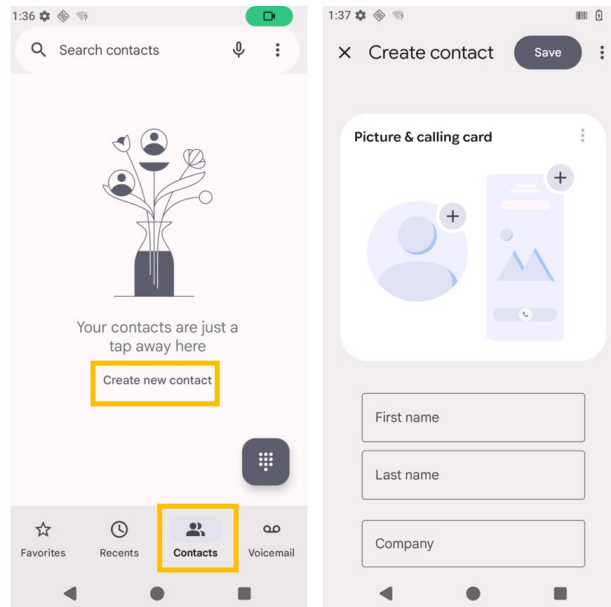 1:36
Search contacts
Your contacts are just a
tap away here
Create new contact
Favorites
Recents
Contacts
Voicemail
1:37
Create contact
Save
Picture & calling card
First name
Last name
Company